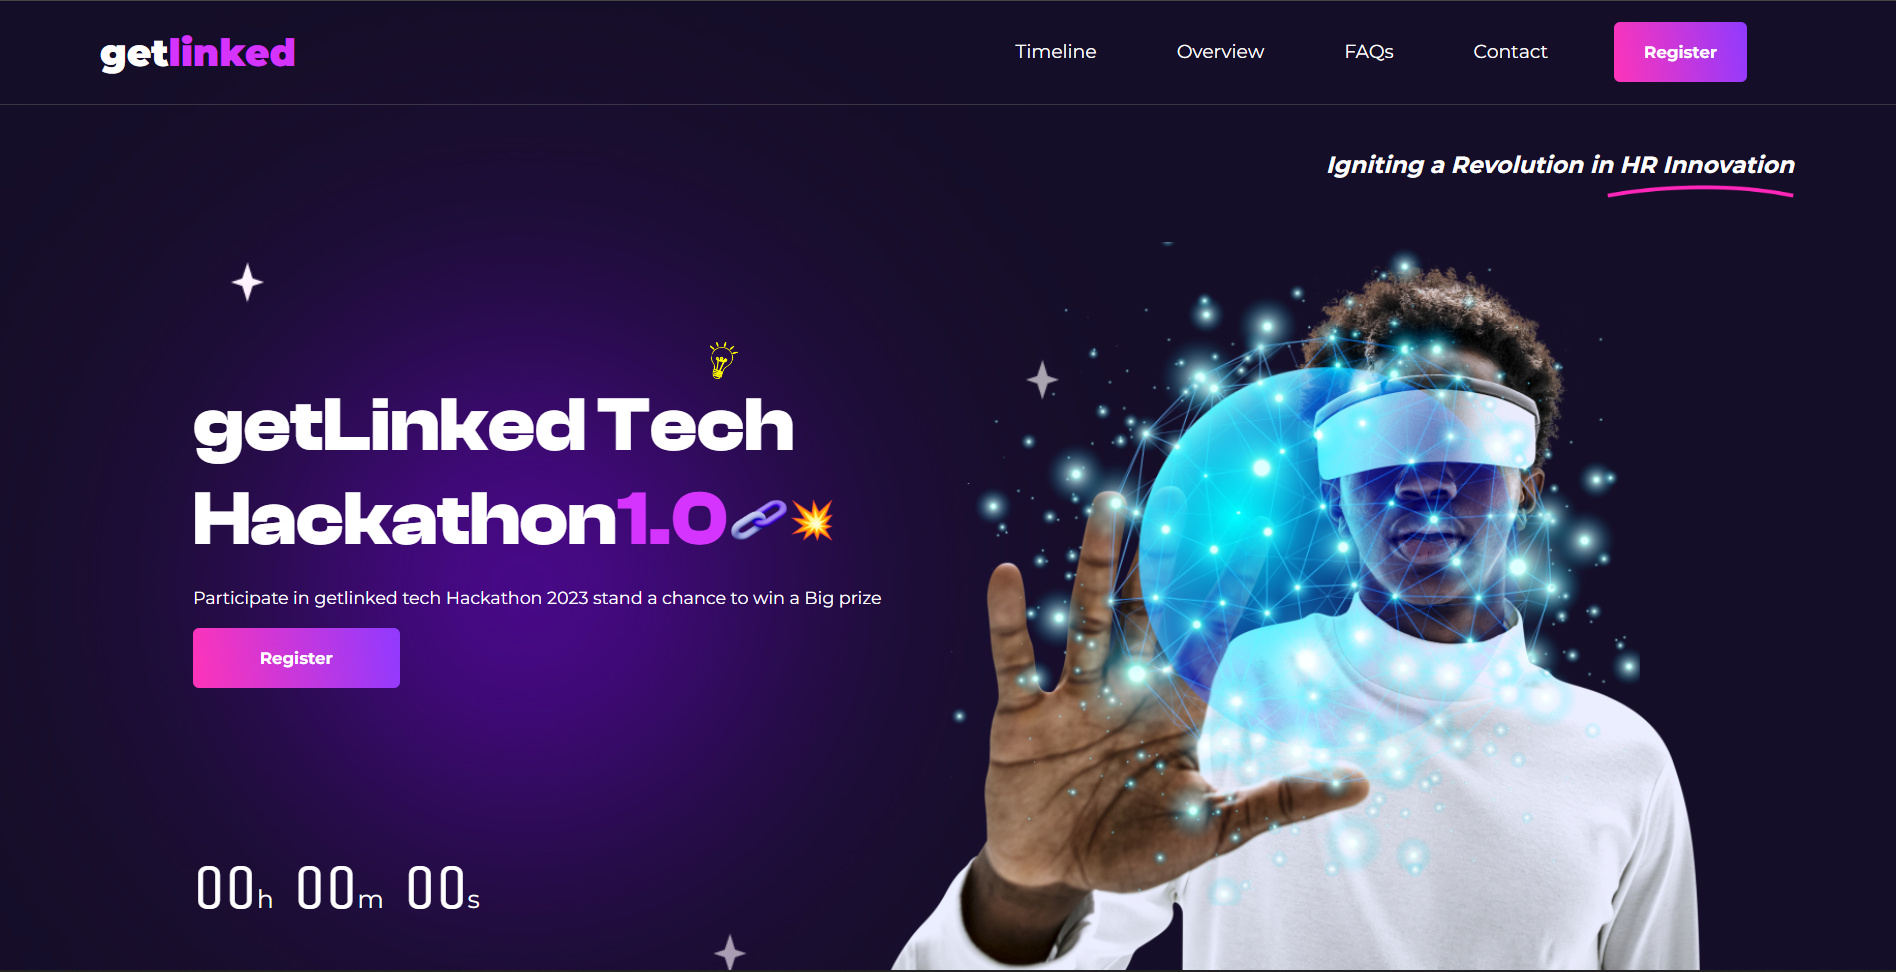 getlinked
Timeline Overview FAQs Contact Register
Igniting a Revolution in HR Innovation
getLinked Tech
Hackathon1.0🔗💥
Participate in getlinked tech Hackathon 2023 stand a chance to win a Big prize
Register
00h 00m 00s